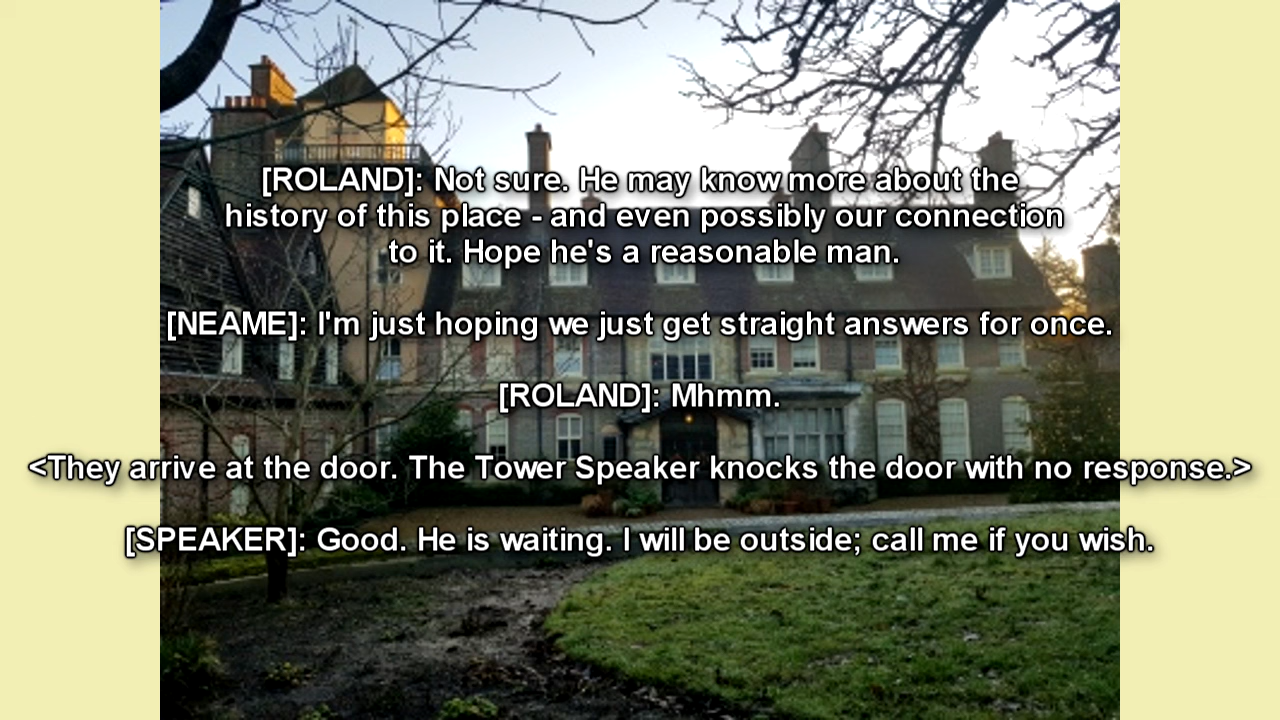 [ROLAND]: Not sure. He may know more about the
history of this place - and even possibly our connection
to it. Hope he's a reasonable man.
[NEAME]: I'm just hoping we just get straight answers for once.
[ROLAND]: Mhmm.
<They arrive at the door. The Tower Speaker knocks the door with no response.>
[SPEAKER]: Good. He is waiting. I will be outside; call me if you wish.